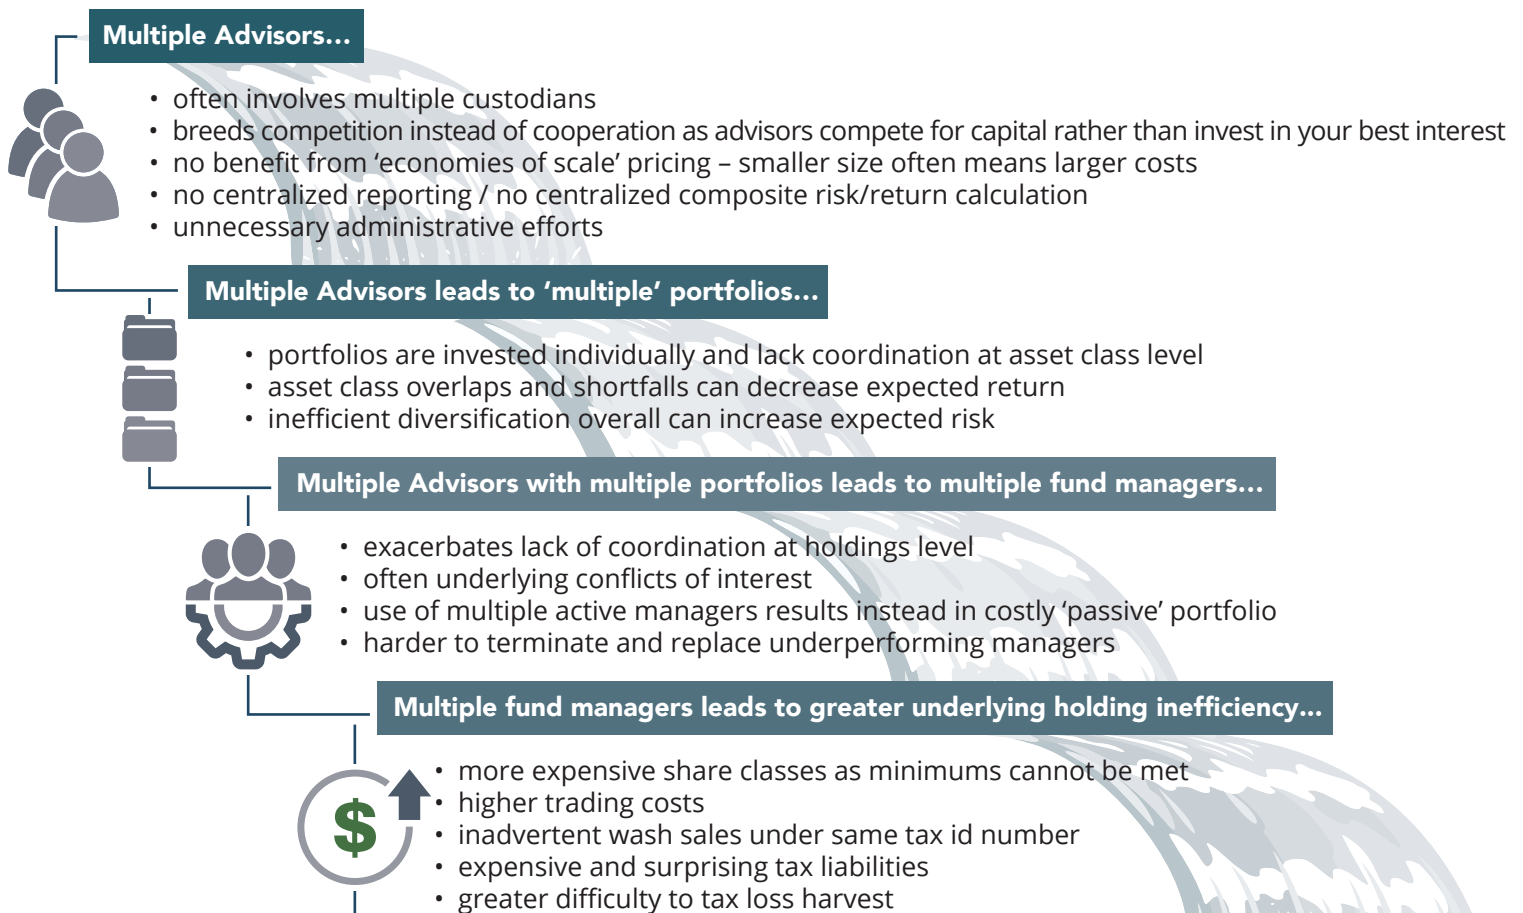 Multiple Advisors...
• often involves multiple custodians
• breeds competition instead of cooperation as advisors compete for capital rather than invest in your best interest
• no benefit from ‘economies of scale’ pricing – smaller size often means larger costs
• no centralized reporting / no centralized composite risk/return calculation
• unnecessary administrative efforts
Multiple Advisors leads to ‘multiple’ portfolios...
• portfolios are invested individually and lack coordination at asset class level
• asset class overlaps and shortfalls can decrease expected return
• inefficient diversification overall can increase expected risk
Multiple Advisors with multiple portfolios leads to multiple fund managers...
• exacerbates lack of coordination at holdings level
• often underlying conflicts of interest
• use of multiple active managers results instead in costly ‘passive’ portfolio
• harder to terminate and replace underperforming managers
Multiple fund managers leads to greater underlying holding inefficiency...
• more expensive share classes as minimums cannot be met
• higher trading costs
• inadvertent wash sales under same tax id number
• expensive and surprising tax liabilities
• greater difficulty to tax loss harvest
$